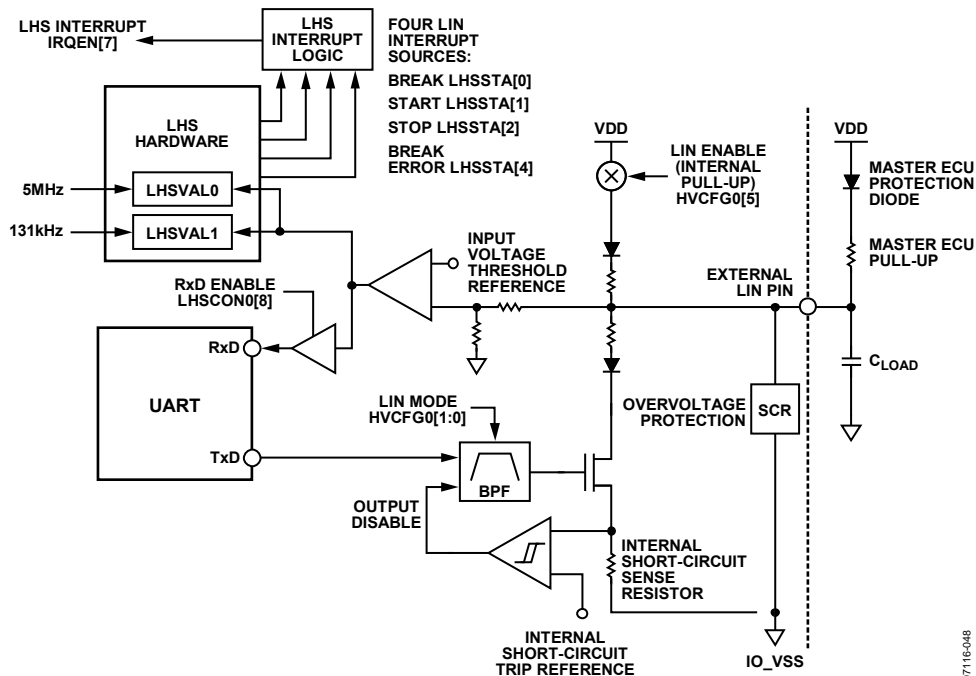 LHS INTERRUPT
IRQEN[7]
LHS
INTERRUPT
LOGIC
FOUR LIN
INTERRUPT
SOURCES:
BREAK LHSSTA[0]
START LHSSTA[1]
STOP LHSSTA[2]
BREAK
ERROR LHSSTA[4]
LHS
HARDWARE
5MHz
LHSVAL0
131kHz
LHSVAL1
VDD
LIN ENABLE
(INTERNAL
PULL-UP)
HVCFG0[5]
VDD
MASTER ECU
PROTECTION
DIODE
MASTER ECU
PULL-UP
INPUT
VOLTAGE
THRESHOLD
REFERENCE
EXTERNAL
LIN PIN
RxD ENABLE
LHSCON0[8]
RxD
UART
TxD
LIN MODE
HVCFG0[1:0]
BPF
OUTPUT
DISABLE
OVERVOLTAGE
PROTECTION
SCR
CLOAD
INTERNAL
SHORT-CIRCUIT
SENSE
RESISTOR
INTERNAL
SHORT-CIRCUIT
TRIP REFERENCE
IO_VSS
07116-048